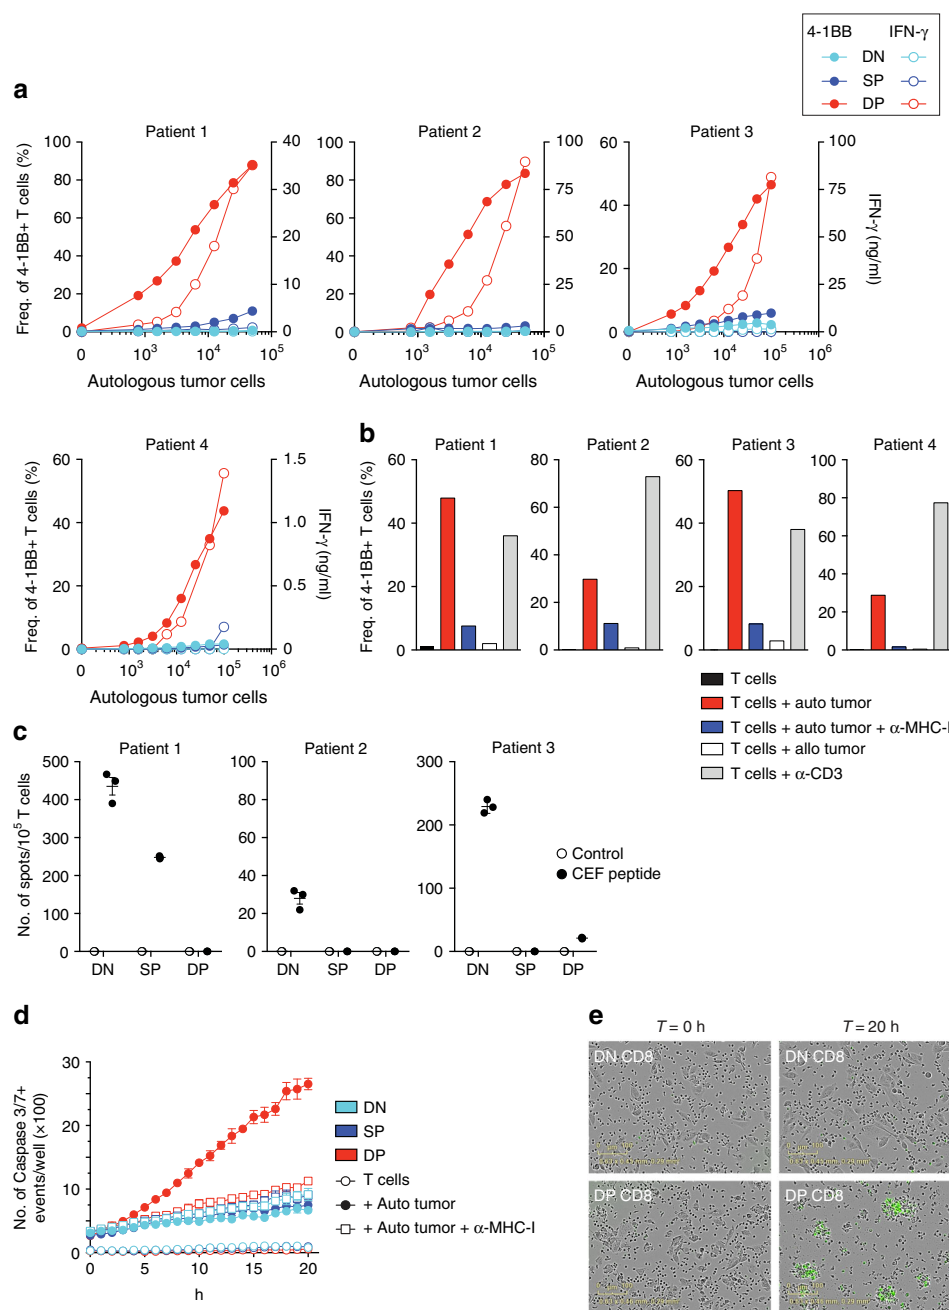 4-1BB IFN-γ
DN
SP
DP
a
Patient 1
Patient 2
Patient 3
Freq. of 4-1BB+ T cells (%)
100
80
60
40
20
0
40
30
20
10
0
0 10³ 10⁴ 10⁵
Autologous tumor cells
100
80
60
40
20
0
100
75
50
25
0
0 10³ 10⁴ 10⁵
Autologous tumor cells
60
40
20
0
100
75
50
25
0
IFN-γ (ng/ml)
0 10³ 10⁴ 10⁵ 10⁶
Autologous tumor cells
Patient 4
Freq. of 4-1BB+ T cells (%)
60
40
20
0
1.5
1.0
0.5
0
IFN-γ (ng/ml)
0 10³ 10⁴ 10⁵ 10⁶
Autologous tumor cells
b
Patient 1
Patient 2
Patient 3
Patient 4
Freq. of 4-1BB+ T cells (%)
60
40
20
0
80
60
40
20
0
60
40
20
0
100
80
60
40
20
0
T cells
T cells + auto tumor
T cells + auto tumor + α-MHC-I
T cells + allo tumor
T cells + α-CD3
c
Patient 1
Patient 2
Patient 3
No. of spots/10⁵ T cells
500
400
300
200
100
0
DN SP DP
100
80
60
40
20
0
DN SP DP
300
200
100
0
DN SP DP
Control
CEF peptide
d
No. of Caspase 3/7+
events/well (×100)
30
25
20
15
10
5
0
0 5 10 15 20
h
DN
SP
DP
T cells
+ Auto tumor
+ Auto tumor + α-MHC-I
e
T = 0 h
T = 20 h
DN CD8
DN CD8
DP CD8
DP CD8